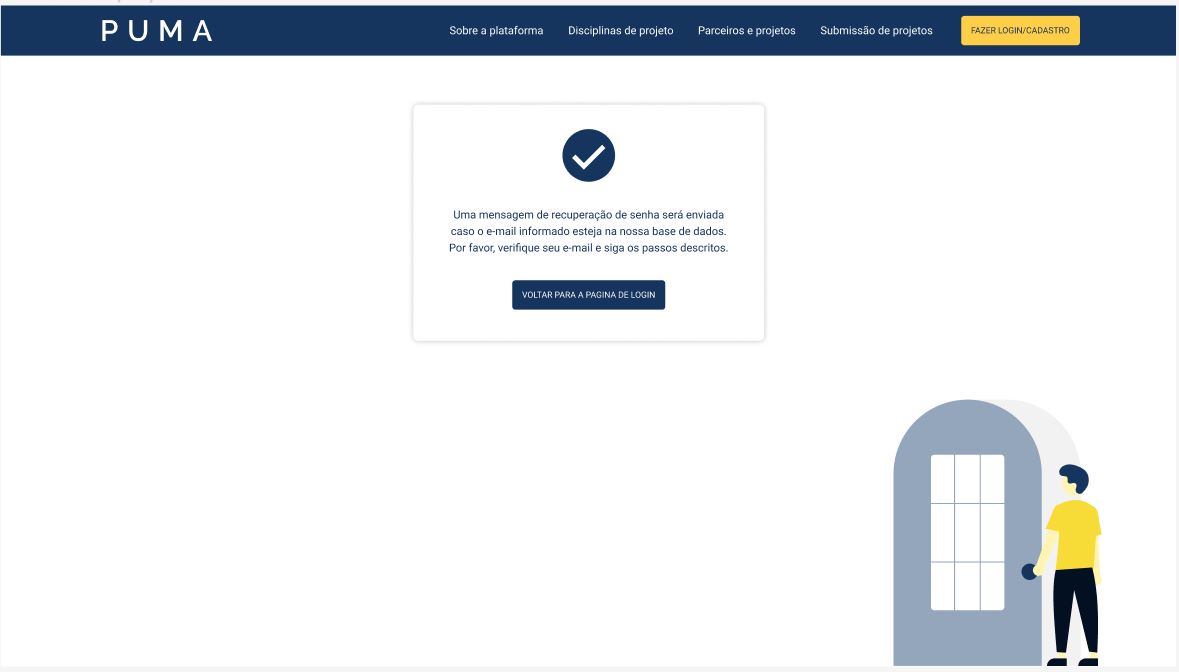 PUMA
Sobre a plataforma
Disciplinas de projeto
Parceiros e projetos
Submissão de projetos
FAZER LOGIN/CADASTRO
Uma mensagem de recuperação de senha será enviada
caso o e-mail informado esteja na nossa base de dados.
Por favor, verifique seu e-mail e siga os passos descritos.
VOLTAR PARA A PAGINA DE LOGIN